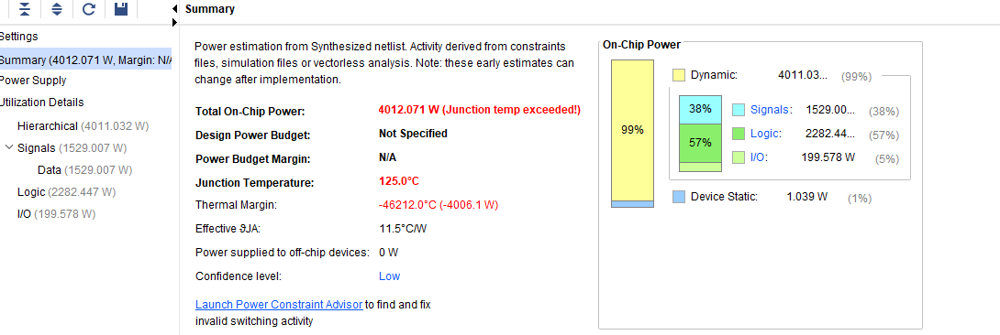 Summary
Settings
Summary (4012.071 W, Margin: N/A
Power Supply
Utilization Details
Hierarchical (4011.032 W)
Signals (1529.007 W)
Data (1529.007 W)
Logic (2282.447 W)
I/O (199.578 W)
Power estimation from Synthesized netlist. Activity derived from constraints
files, simulation files or vectorless analysis. Note: these early estimates can
change after implementation.
Total On-Chip Power: 4012.071 W (Junction temp exceeded!)
Design Power Budget: Not Specified
Power Budget Margin: N/A
Junction Temperature: 125.0°C
Thermal Margin: -46212.0°C (-4006.1 W)
Effective ϑJA: 11.5°C/W
Power supplied to off-chip devices: 0 W
Confidence level: Low
Launch Power Constraint Advisor to find and fix
invalid switching activity
On-Chip Power
99%
Dynamic: 4011.03... (99%)
38%
57%
Signals: 1529.00... (38%)
Logic: 2282.44... (57%)
I/O: 199.578 W (5%)
Device Static: 1.039 W (1%)